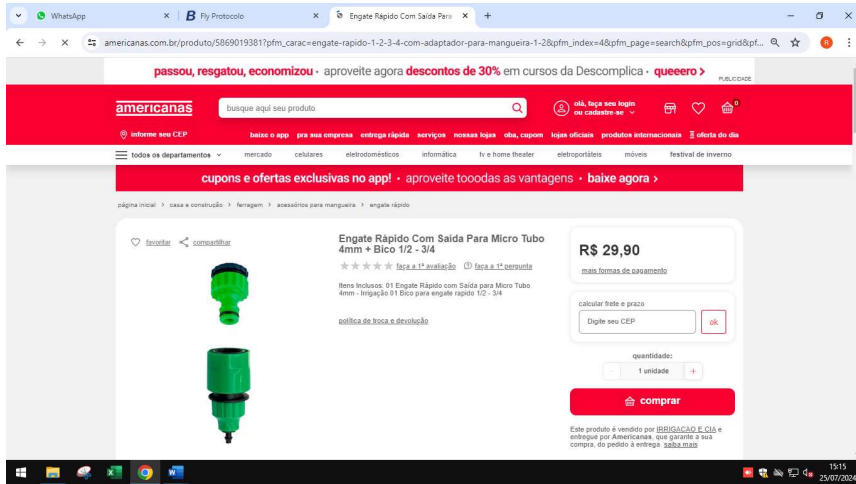 WhatsApp
Fly Protocolo
Engate Rápido Com Saída Para
americanas.com.br/produto/5869019381?pfm_carac=engate-rapido-1-2-3-4-com-adaptador-para-mangueira-1-2&pfm_index=4&pfm_page=search&pfm_pos=grid&pf...
R
passou, resgatou, economizou · aproveite agora descontos de 30% em cursos da Descomplica · queeero >
PUBLICIDADE
americanas
busque aqui seu produto
olá, faça seu login
ou cadastre-se
0
informe seu CEP
baixe o app pra sua empresa entrega rápida serviços nossas lojas oba, cupom lojas oficiais produtos internacionais oferta do dia
todos os departamentos mercado celulares eletrodomésticos informática tv e home theater eletroportáteis móveis festival de inverno
cupons e ofertas exclusivas no app! · aproveite tooodas as vantagens · baixe agora >
página inicial > casa e construção > ferragem > acessórios para mangueira > engate rápido
favoritar compartilhar
Engate Rápido Com Saída Para Micro Tubo
4mm + Bico 1/2 - 3/4
faça a 1ª avaliação faça a 1ª pergunta
Itens Inclusos: 01 Engate Rápido com Saída para Micro Tubo
4mm - Irrigação 01 Bico para engate rapido 1/2 - 3/4
política de troca e devolução
R$ 29,90
mais formas de pagamento
calcular frete e prazo
Digite seu CEP
ok
quantidade:
- 1 unidade +
comprar
Este produto é vendido por IRRIGACAO E CIA e
entregue por Americanas, que garante a sua
compra, do pedido à entrega. saiba mais
15:15
25/07/2024